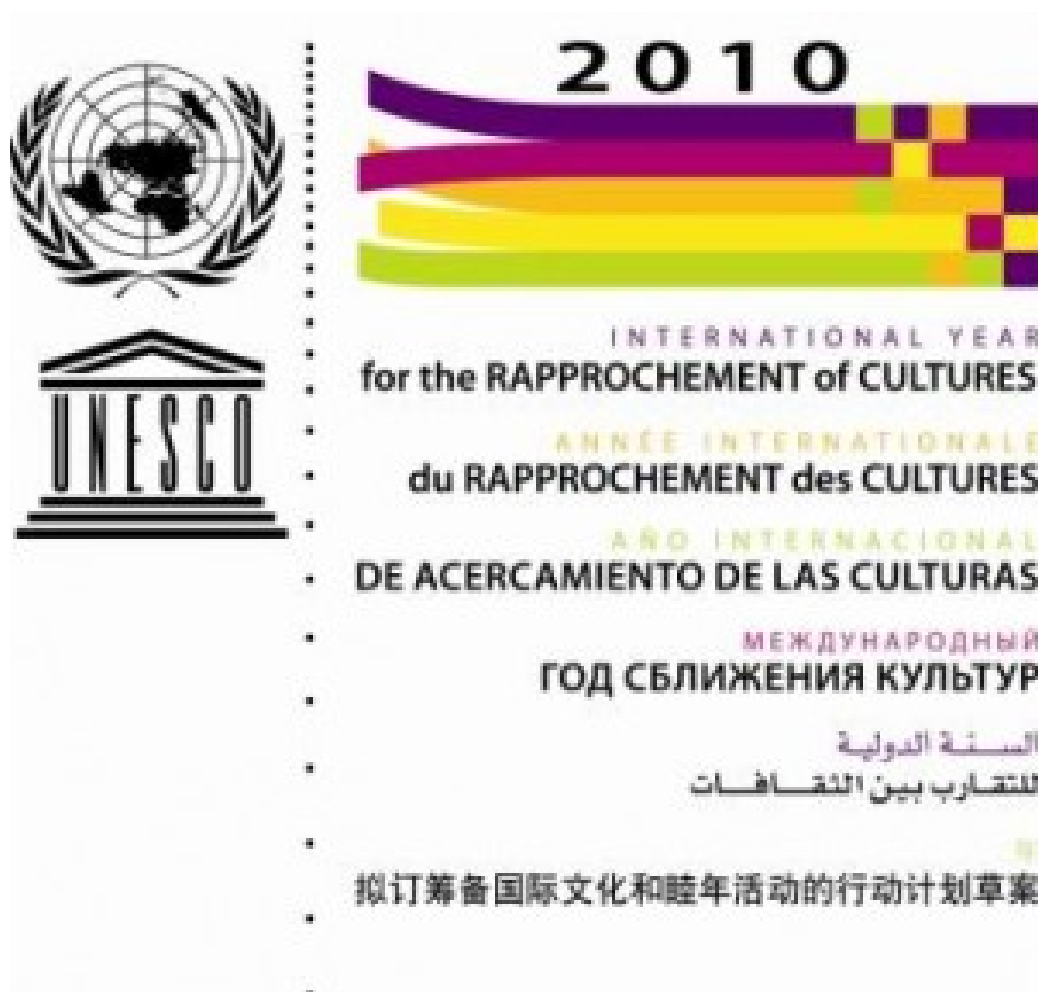 2010
UNESCO
INTERNATIONAL YEAR
for the RAPPROCHEMENT of CULTURES
ANNÉE INTERNATIONALE
du RAPPROCHEMENT des CULTURES
AÑO INTERNACIONAL
DE ACERCAMIENTO DE LAS CULTURAS
МЕЖДУНАРОДНЫЙ
ГОД СБЛИЖЕНИЯ КУЛЬТУР
السنة الدولية
للتقارب بين الثقافات
拟订筹备国际文化和睦年活动的行动计划草案